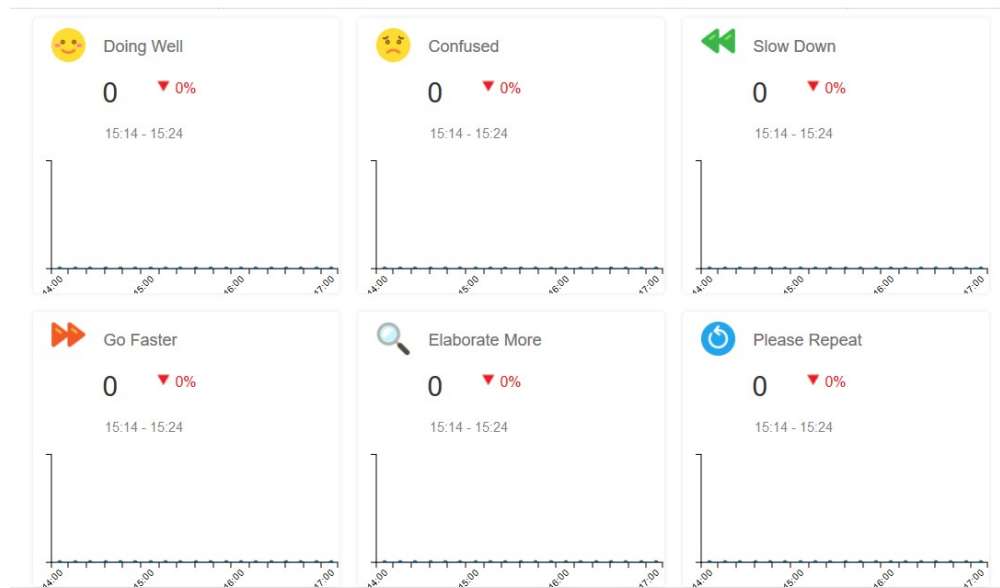 Doing Well
0 ▼ 0%
15:14 - 15:24
14:00 15:00 16:00 17:00
Confused
0 ▼ 0%
15:14 - 15:24
14:00 15:00 16:00 17:00
Slow Down
0 ▼ 0%
15:14 - 15:24
14:00 15:00 16:00 17:00
Go Faster
0 ▼ 0%
15:14 - 15:24
14:00 15:00 16:00 17:00
Elaborate More
0 ▼ 0%
15:14 - 15:24
14:00 15:00 16:00 17:00
Please Repeat
0 ▼ 0%
15:14 - 15:24
14:00 15:00 16:00 17:00